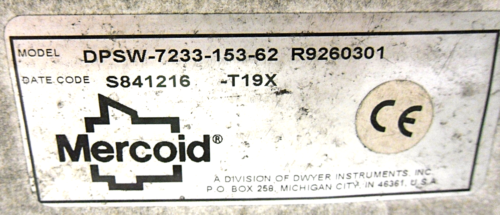 MODEL DPSW-7233-153-62 R9260301
DATE CODE S841216 -T19X
Mercoid®
CE
A DIVISION OF DWYER INSTRUMENTS, INC.
P.O. BOX 258, MICHIGAN CITY, IN 46361, U.S.A.